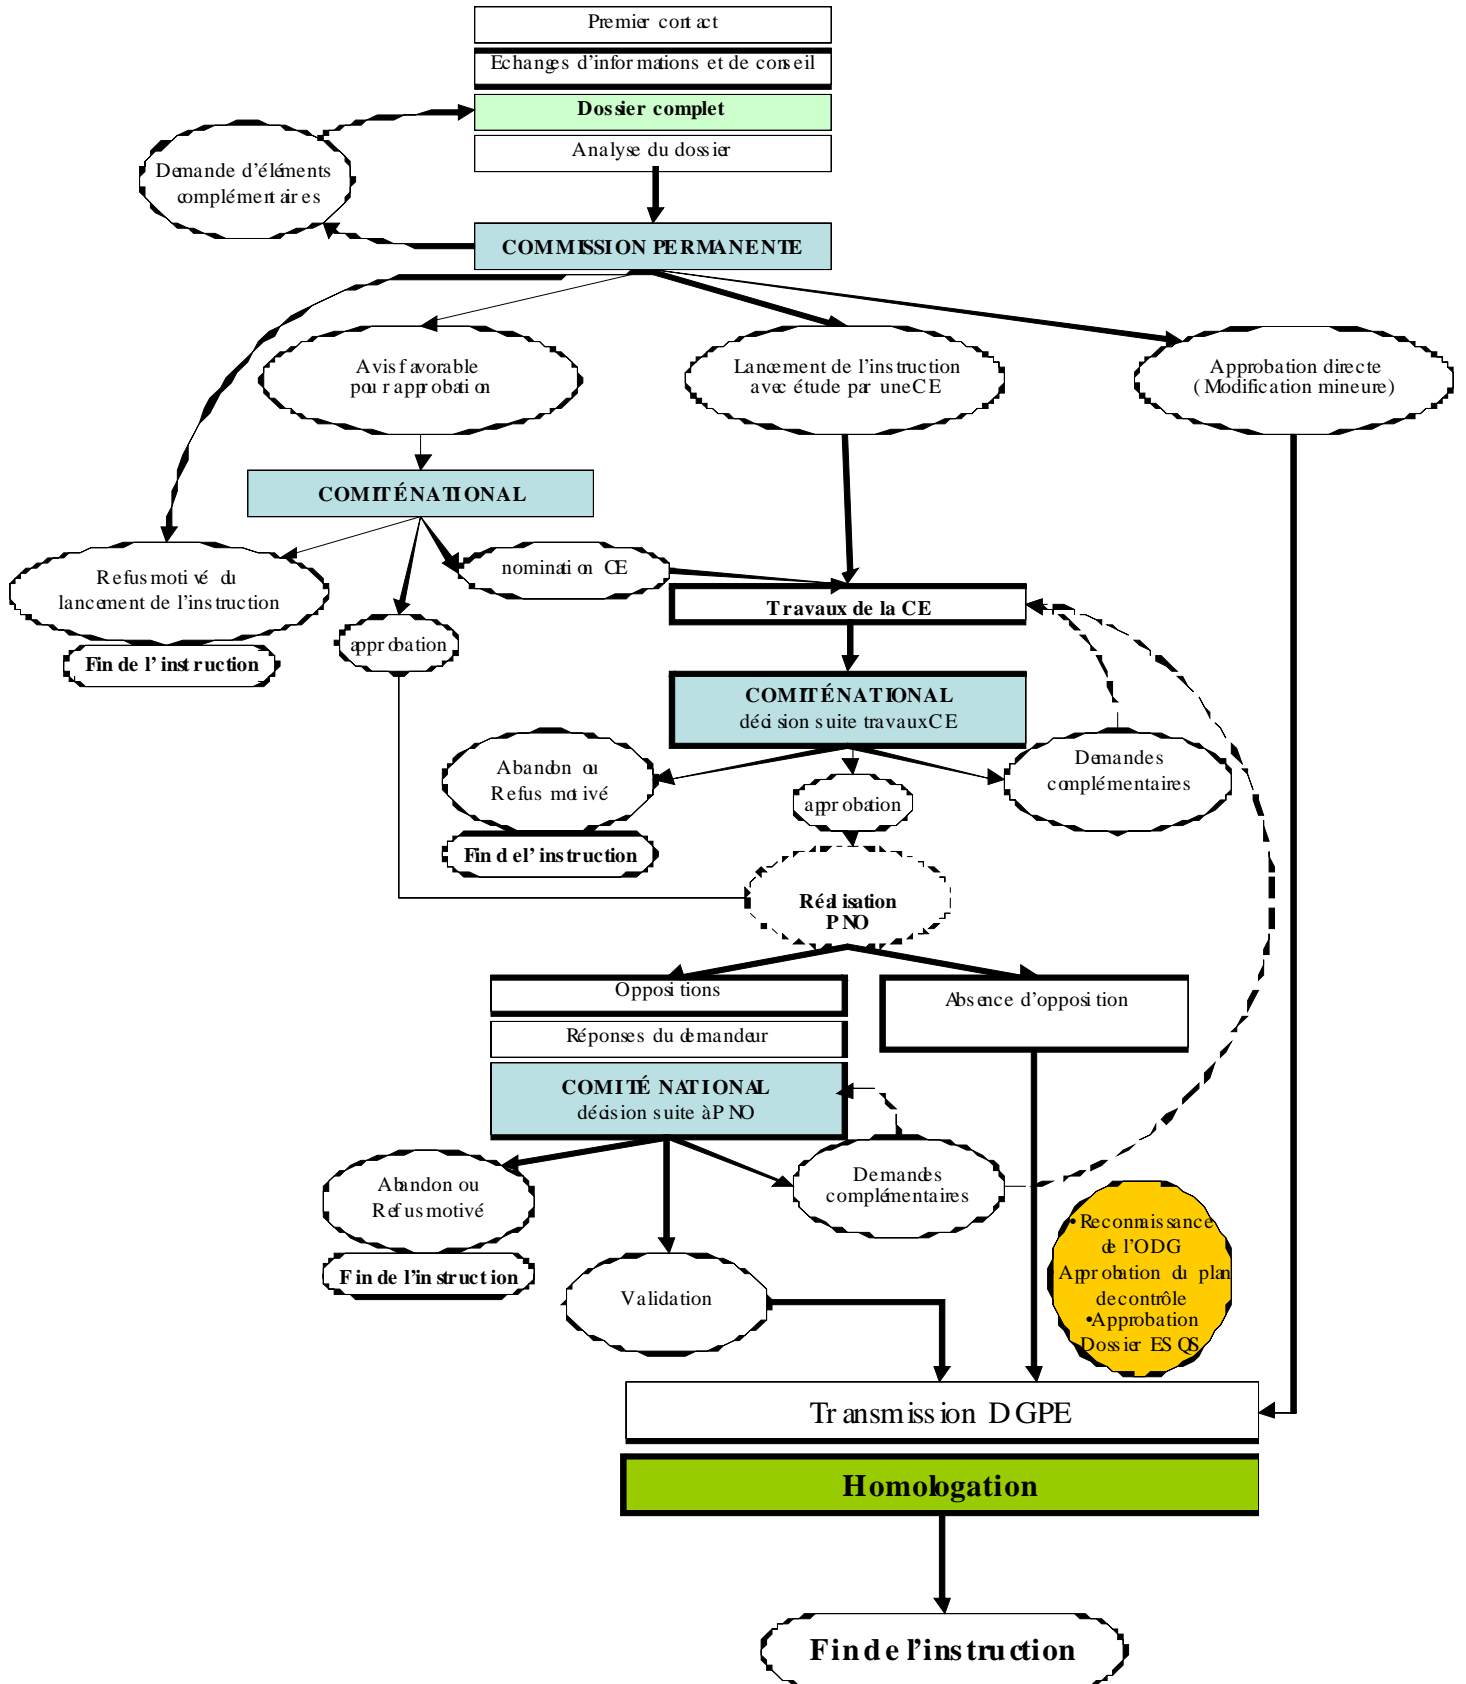 Premier contact
Echanges d'informations et de conseil
Dossier complet
Analyse du dossier
Demande d'éléments
complémentaires
COMMISSION PERMANENTE
Avis favorable
pour approbation
Lancement de l'instruction
avec étude par une CE
Approbation directe
(Modification mineure)
COMITÉ NATIONAL
Refus motivé du
lancement de l'instruction
Fin de l'instruction
nomination CE
approbation
Travaux de la CE
COMITÉ NATIONAL
décision suite travaux CE
Abandon ou
Refus motivé
Fin de l'instruction
approbation
Demandes
complémentaires
Réalisation
PNO
Oppositions
Absence d'opposition
Réponses du demandeur
COMITÉ NATIONAL
décision suite à PNO
Abandon ou
Refus motivé
Fin de l'instruction
Demandes
complémentaires
Validation
•Reconnaissance
de l'ODG
Approbation du plan
de contrôle
•Approbation
Dossier ES QS
Transmission DGPE
Homologation
Fin de l'instruction